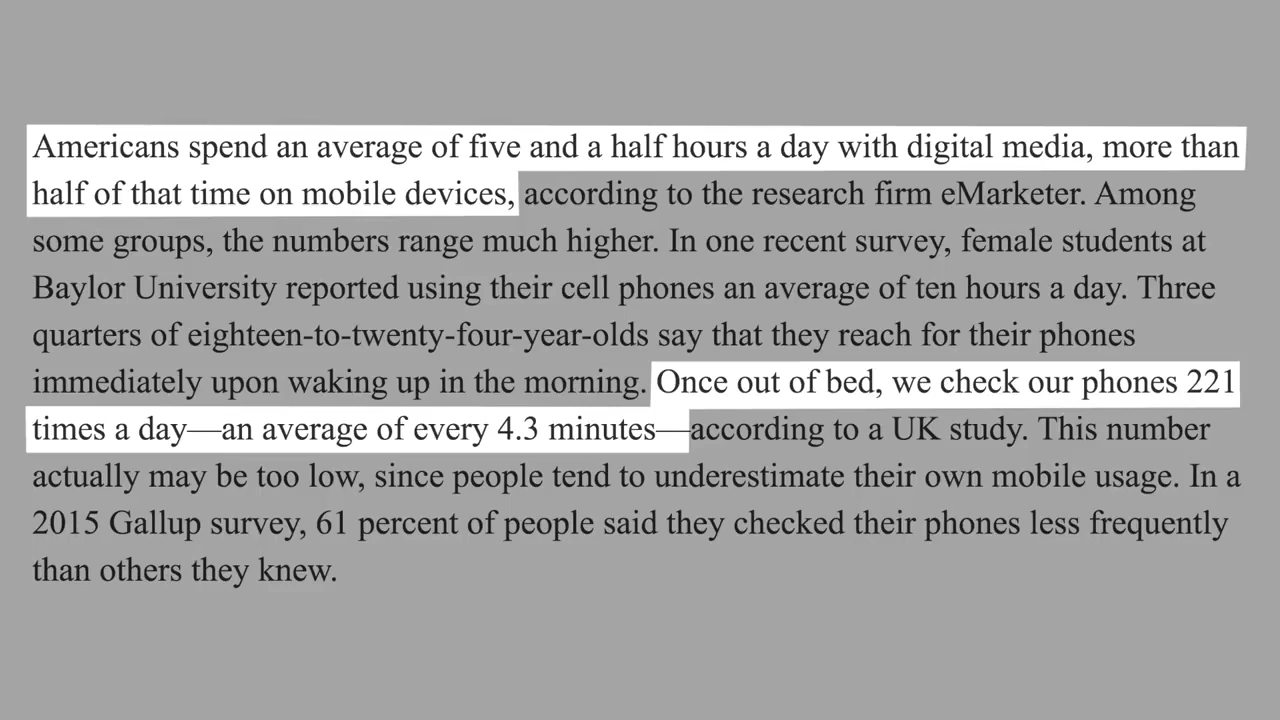 Americans spend an average of five and a half hours a day with digital media, more than
half of that time on mobile devices, according to the research firm eMarketer. Among
some groups, the numbers range much higher. In one recent survey, female students at
Baylor University reported using their cell phones an average of ten hours a day. Three
quarters of eighteen-to-twenty-four-year-olds say that they reach for their phones
immediately upon waking up in the morning. Once out of bed, we check our phones 221
times a day—an average of every 4.3 minutes—according to a UK study. This number
actually may be too low, since people tend to underestimate their own mobile usage. In a
2015 Gallup survey, 61 percent of people said they checked their phones less frequently
than others they knew.